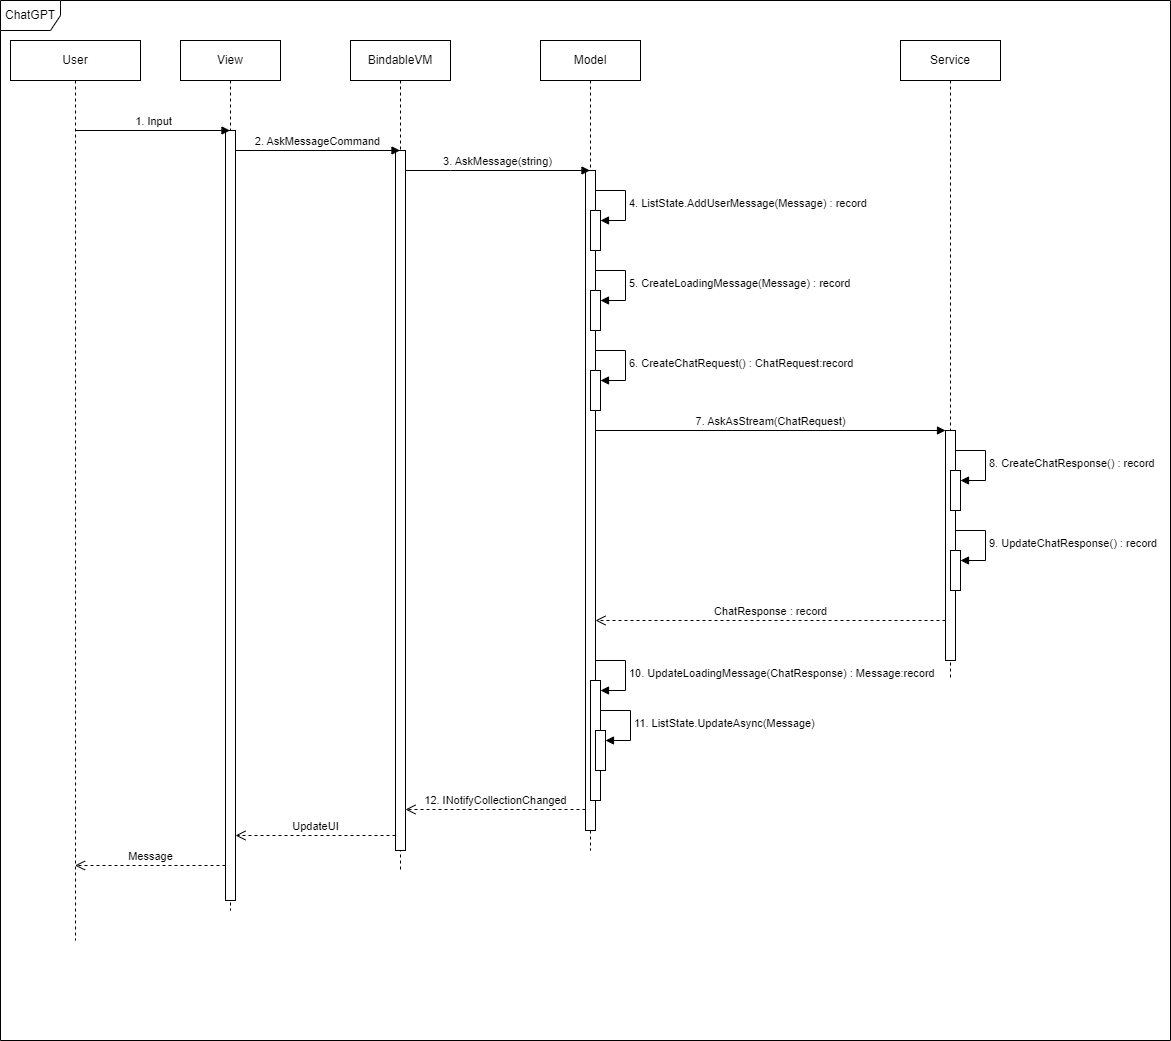 ChatGPT
User
View
BindableVM
Model
Service
1. Input
2. AskMessageCommand
3. AskMessage(string)
4. ListState.AddUserMessage(Message) : record
5. CreateLoadingMessage(Message) : record
6. CreateChatRequest() : ChatRequest:record
7. AskAsStream(ChatRequest)
8. CreateChatResponse() : record
9. UpdateChatResponse() : record
ChatResponse : record
10. UpdateLoadingMessage(ChatResponse) : Message:record
11. ListState.UpdateAsync(Message)
12. INotifyCollectionChanged
UpdateUI
Message